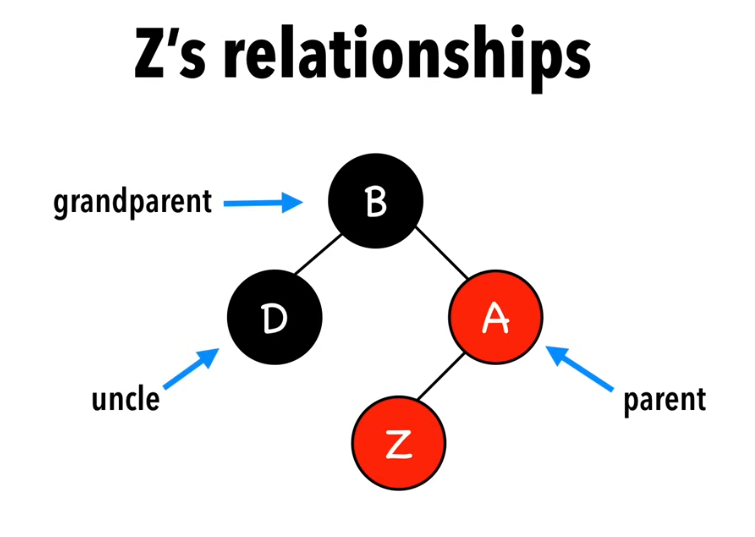 Z's relationships
grandparent
B
D
A
uncle
parent
Z